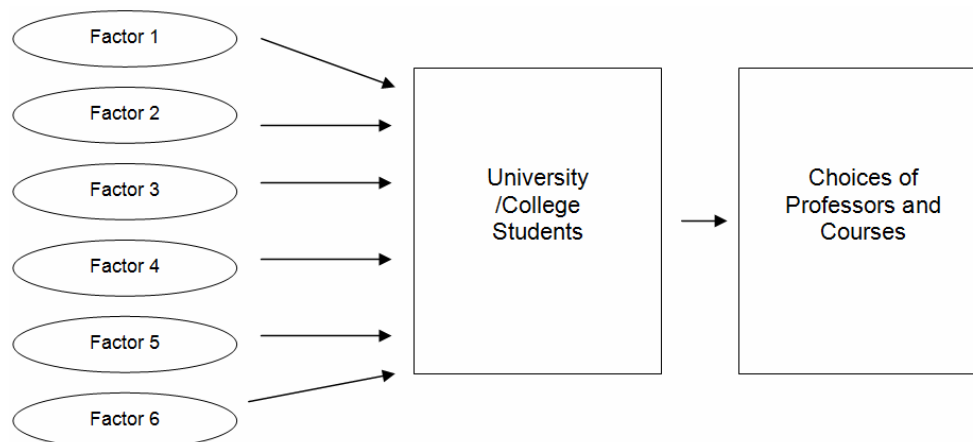 Factor 1
Factor 2
Factor 3
Factor 4
Factor 5
Factor 6
University
/College
Students
Choices of
Professors and
Courses